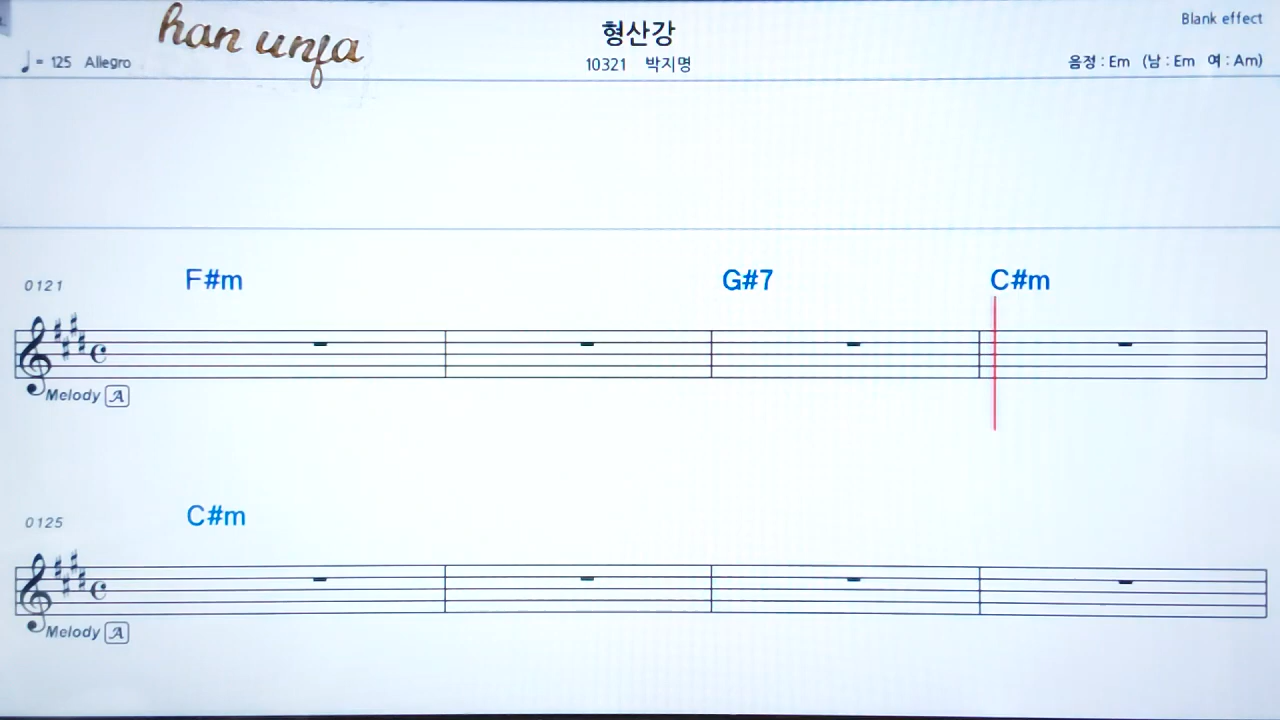 han unfa
형산강
Blank effect
♩ = 125 Allegro
10321 박지명
음정 : Em (남 : Em 여 : Am)
0121
F#m G#7 C#m
Melody A
0125
C#m
Melody A